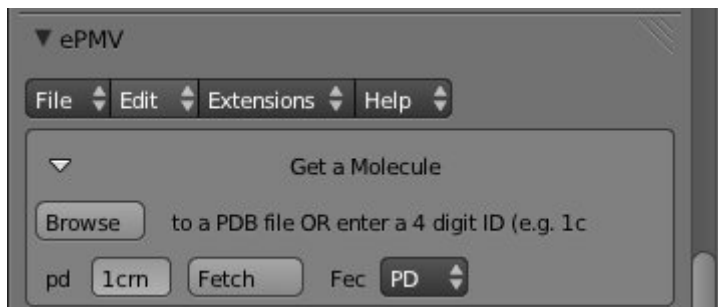 ePMV
File Edit Extensions Help
Get a Molecule
Browse to a PDB file OR enter a 4 digit ID (e.g. 1c
pd 1crn Fetch Fec PD